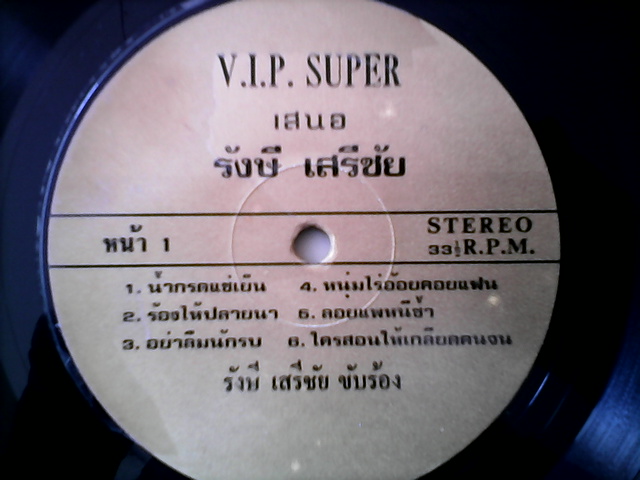 V.I.P. SUPER
เสนอ
รังษี เสรีชัย
หน้า 1
STEREO
33⅓ R.P.M.
1. น้ำกรดแช่เย็น
2. ร้องไห้ปลายนา
3. อย่าลืมนักรบ
4. หนุ่มไร่อ้อยคอยแฟน
5. ลอยแพหนีช้ำ
6. ใครสอนให้เกลียดคนจน
รังษี เสรีชัย ขับร้อง